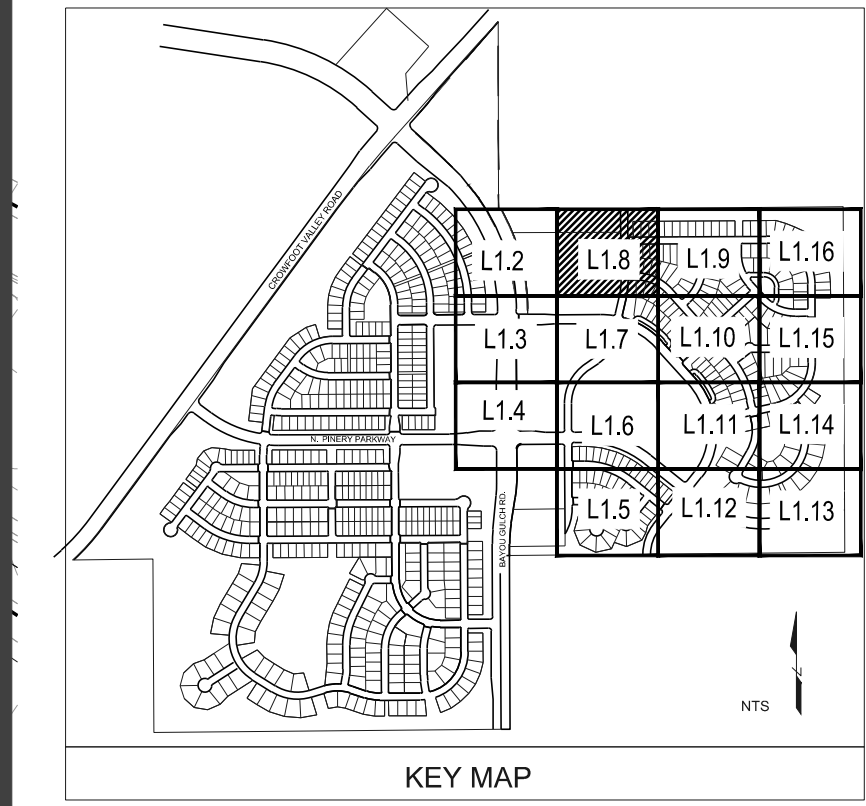 CROWFOOT VALLEY ROAD
L1.2
L1.8
L1.9
L1.16
L1.3
L1.7
L1.10
L1.15
L1.4
L1.6
L1.11
L1.14
N. PINERY PARKWAY
L1.5
L1.12
L1.13
BAYOU GULCH RD.
N
NTS
KEY MAP